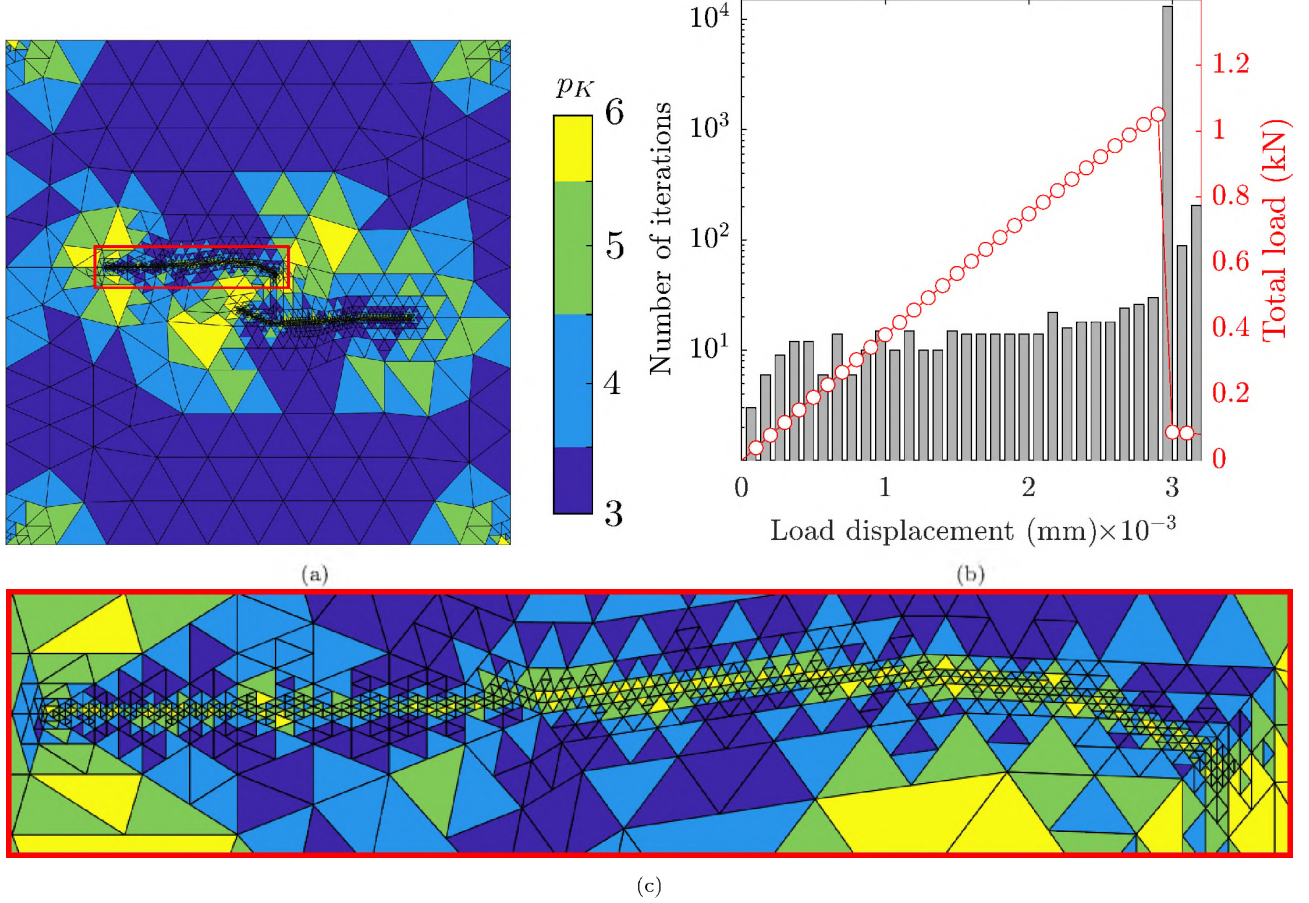 p_K
6
5
4
3
(a)
Number of iterations
10^4
10^3
10^2
10^1
0
1
2
3
Load displacement (mm)×10^{-3}
1.2
1
0.8
0.6
0.4
0.2
0
Total load (kN)
(b)
(c)